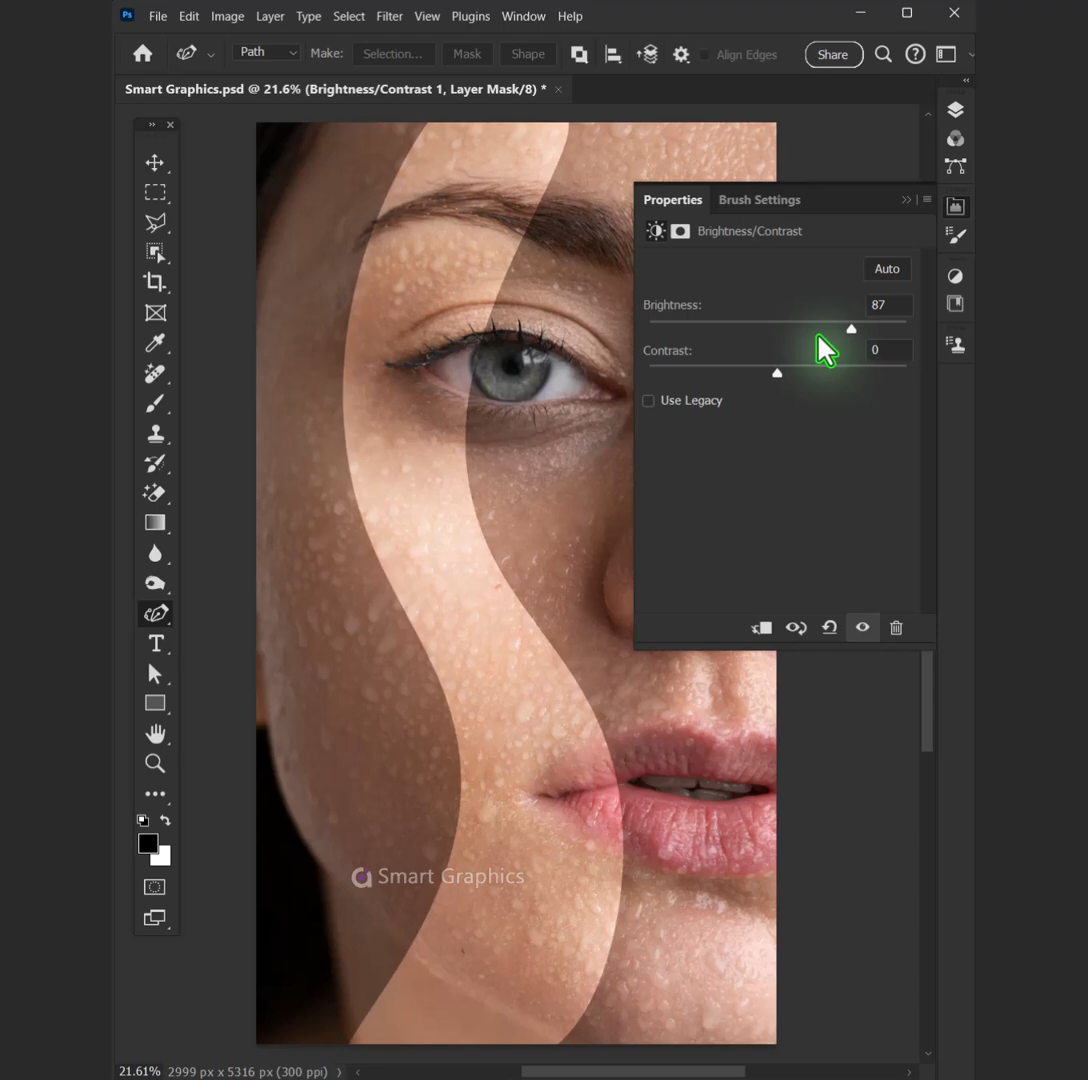 Ps File Edit Image Layer Type Select Filter View Plugins Window Help
Path Make: Selection... Mask Shape Align Edges Share
Smart Graphics.psd @ 21.6% (Brightness/Contrast 1, Layer Mask/8) *
Properties Brush Settings
Brightness/Contrast
Auto
Brightness: 87
Contrast: 0
Use Legacy
Smart Graphics
21.61% 2999 px x 5316 px (300 ppi)